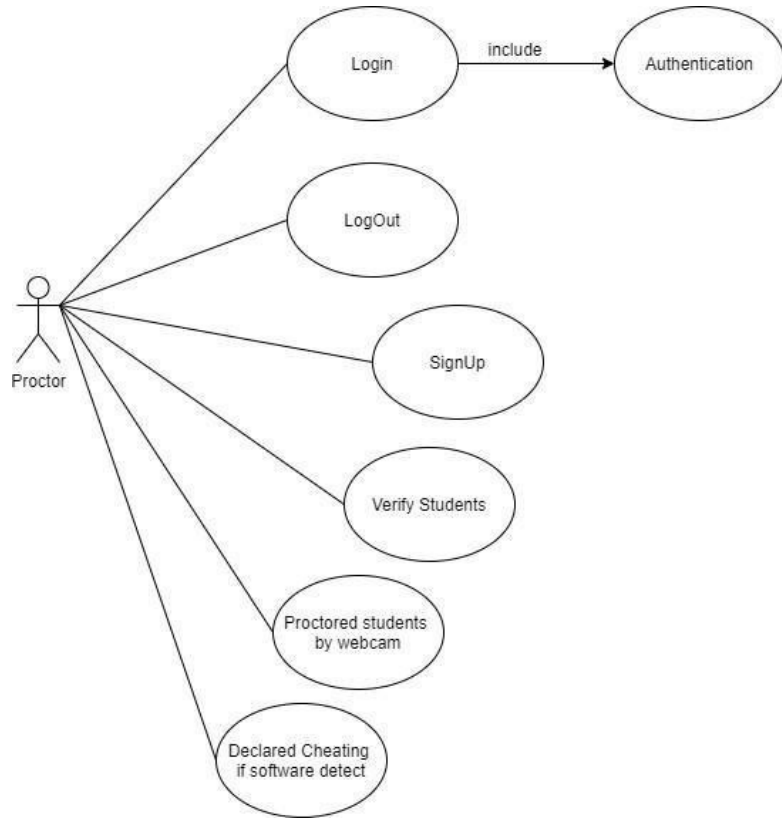 Login
include
Authentication
LogOut
SignUp
Proctor
Verify Students
Proctored students
by webcam
Declared Cheating
if software detect